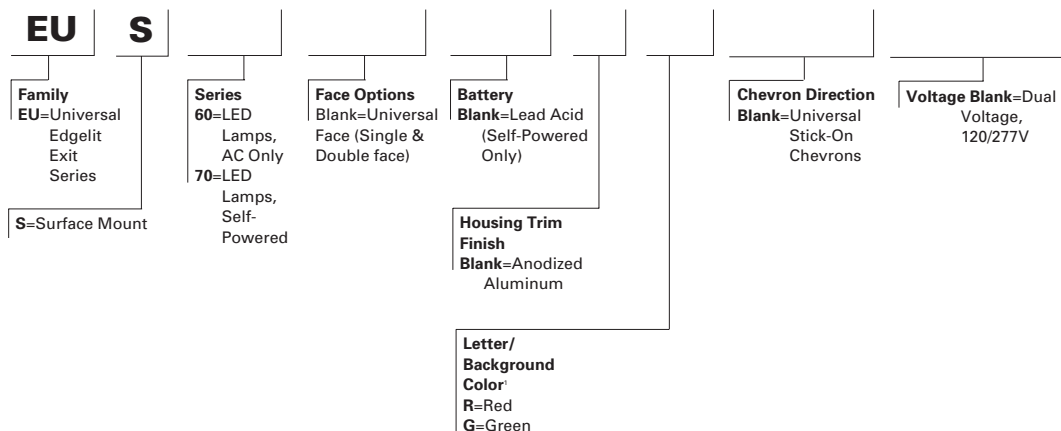 EU S
Family
EU=Universal
Edgelit
Exit
Series
S=Surface Mount
Series
60=LED
Lamps,
AC Only
70=LED
Lamps,
Self-
Powered
Face Options
Blank=Universal
Face (Single &
Double face)
Battery
Blank=Lead Acid
(Self-Powered
Only)
Housing Trim
Finish
Blank=Anodized
Aluminum
Letter/
Background
Color¹
R=Red
G=Green
Chevron Direction
Blank=Universal
Stick-On
Chevrons
Voltage Blank=Dual
Voltage,
120/277V